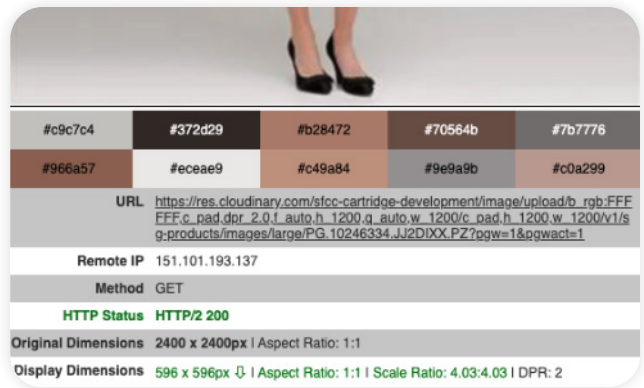 #c9c7c4 #372d29 #b28472 #70564b #7b7776
#966a57 #eceae9 #c49a84 #9e9a9b #c0a299
URL https://res.cloudinary.com/sfcc-cartridge-development/image/upload/b_rgb:FFF
FFF,c_pad,dpr_2.0,f_auto,h_1200,q_auto,w_1200/c_pad,h_1200,w_1200/v1/s
g-products/images/large/PG.10246334.JJ2DIXX.PZ?pgw=1&pgwact=1
Remote IP 151.101.193.137
Method GET
HTTP Status HTTP/2 200
Original Dimensions 2400 x 2400px | Aspect Ratio: 1:1
Display Dimensions 596 x 596px ⇩ | Aspect Ratio: 1:1 | Scale Ratio: 4.03:4.03 | DPR: 2